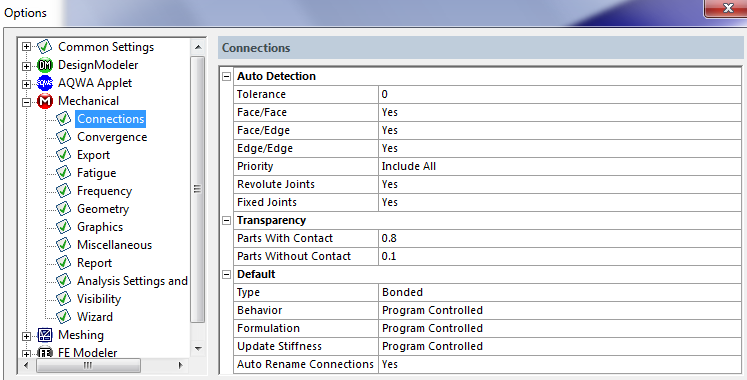 Options
Common Settings
DM DesignModeler
AQWA AQWA Applet
M Mechanical
Connections
Convergence
Export
Fatigue
Frequency
Geometry
Graphics
Miscellaneous
Report
Analysis Settings and
Visibility
Wizard
Meshing
FE FE Modeler
Connections
Auto Detection
Tolerance 0
Face/Face Yes
Face/Edge Yes
Edge/Edge Yes
Priority Include All
Revolute Joints Yes
Fixed Joints Yes
Transparency
Parts With Contact 0.8
Parts Without Contact 0.1
Default
Type Bonded
Behavior Program Controlled
Formulation Program Controlled
Update Stiffness Program Controlled
Auto Rename Connections Yes